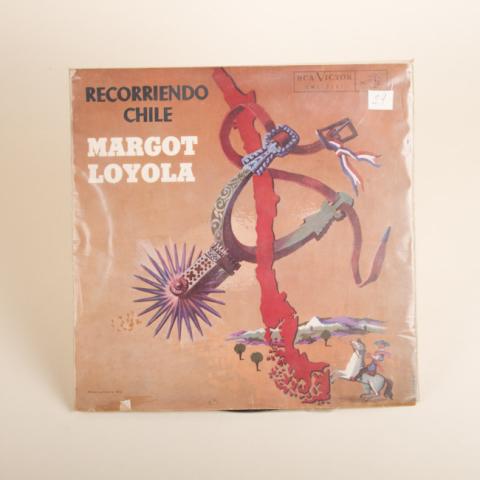 RECORRIENDO
CHILE
MARGOT
LOYOLA
RCA VICTOR